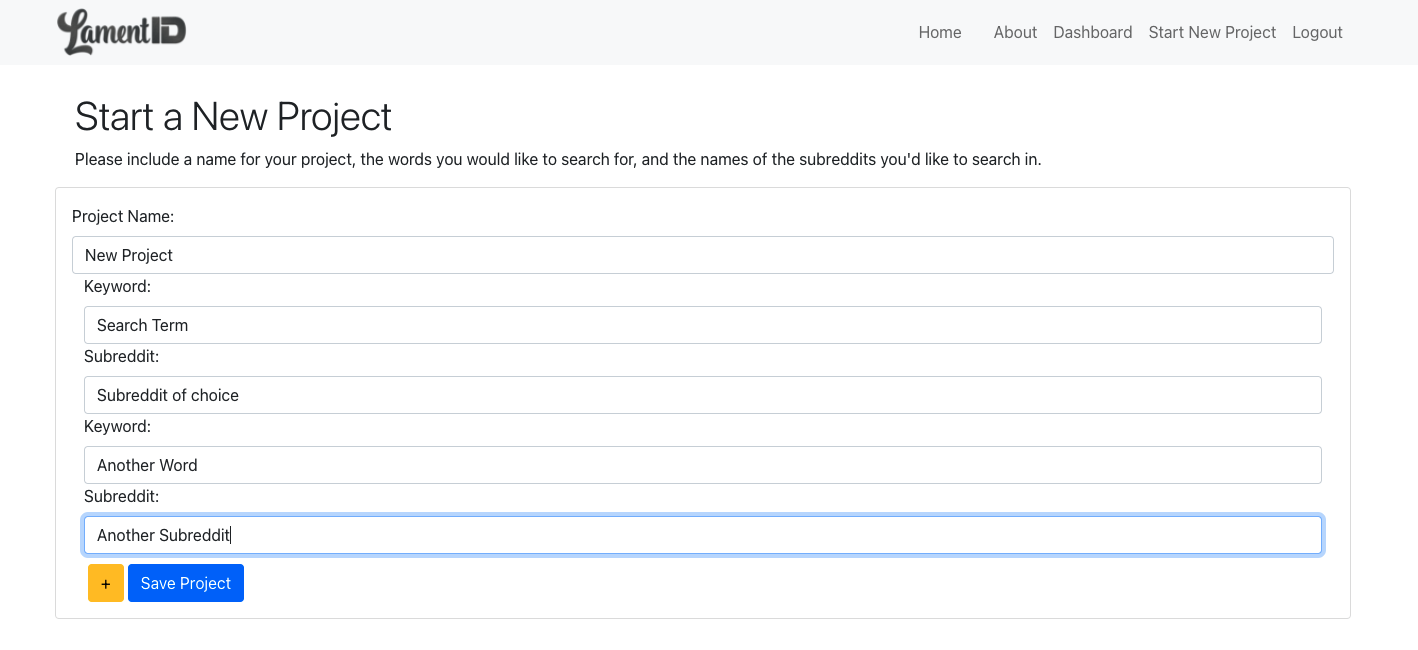 LamentID
Home About Dashboard Start New Project Logout
Start a New Project
Please include a name for your project, the words you would like to search for, and the names of the subreddits you'd like to search in.
Project Name:
New Project
Keyword:
Search Term
Subreddit:
Subreddit of choice
Keyword:
Another Word
Subreddit:
Another Subreddit
+ Save Project